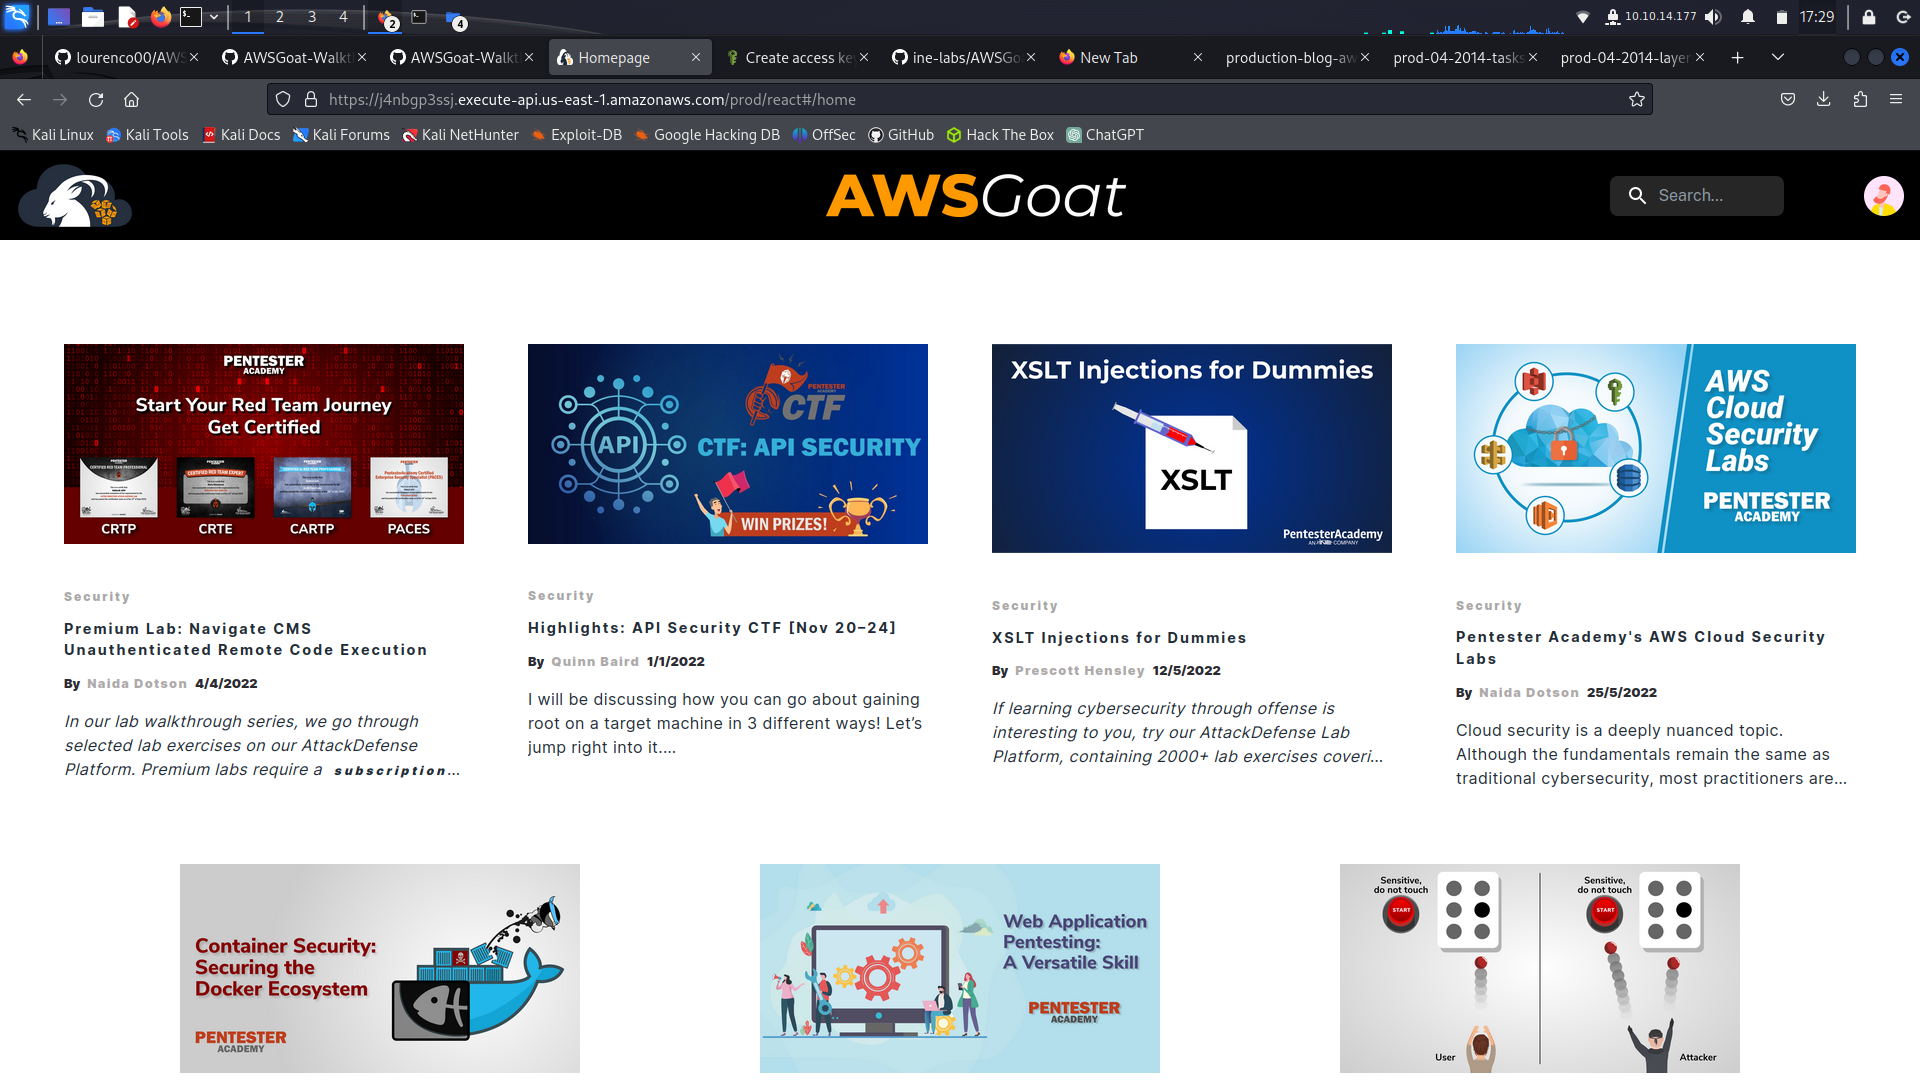 1 2 3 4 2 4 10.10.14.177 17:29
lourenco00/AWS AWSGoat-Walkt AWSGoat-Walkt Homepage Create access key ine-labs/AWSGo New Tab production-blog-aw prod-04-2014-tasks prod-04-2014-layer
https://j4nbgp3ssj.execute-api.us-east-1.amazonaws.com/prod/react#/home
Kali Linux Kali Tools Kali Docs Kali Forums Kali NetHunter Exploit-DB Google Hacking DB OffSec GitHub Hack The Box ChatGPT
AWSGoat
Search...
PENTESTER
ACADEMY
Start Your Red Team Journey
Get Certified
CRTP CRTE CARTP PACES
Security
Premium Lab: Navigate CMS
Unauthenticated Remote Code Execution
By Naida Dotson 4/4/2022
In our lab walkthrough series, we go through
selected lab exercises on our AttackDefense
Platform. Premium labs require a subscription...
PENTESTER
ACADEMY
CTF
API
CTF: API SECURITY
WIN PRIZES!
Security
Highlights: API Security CTF [Nov 20–24]
By Quinn Baird 1/1/2022
I will be discussing how you can go about gaining
root on a target machine in 3 different ways! Let’s
jump right into it....
XSLT Injections for Dummies
XSLT
PentesterAcademy
AN INE COMPANY
Security
XSLT Injections for Dummies
By Prescott Hensley 12/5/2022
If learning cybersecurity through offense is
interesting to you, try our AttackDefense Lab
Platform, containing 2000+ lab exercises coveri...
AWS
Cloud
Security
Labs
PENTESTER
ACADEMY
Security
Pentester Academy's AWS Cloud Security
Labs
By Naida Dotson 25/5/2022
Cloud security is a deeply nuanced topic.
Although the fundamentals remain the same as
traditional cybersecurity, most practitioners are...
Container Security:
Securing the
Docker Ecosystem
PENTESTER
ACADEMY
Web Application
Pentesting:
A Versatile Skill
PENTESTER
ACADEMY
Sensitive,
do not touch
START
User
Sensitive,
do not touch
START
Attacker